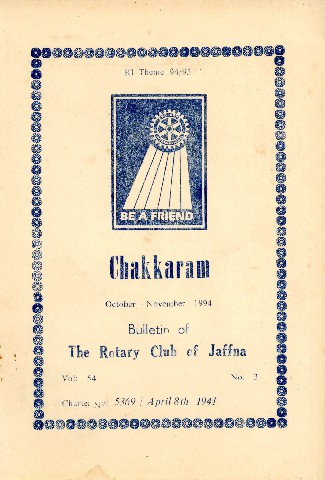 RI Theme 94/95
BE A FRIEND
Chakkaram
October - November 1994
Bulletin of
The Rotary Club of Jaffna
Vol: 54 No: 2
Charter 5369 / April 8th 1941